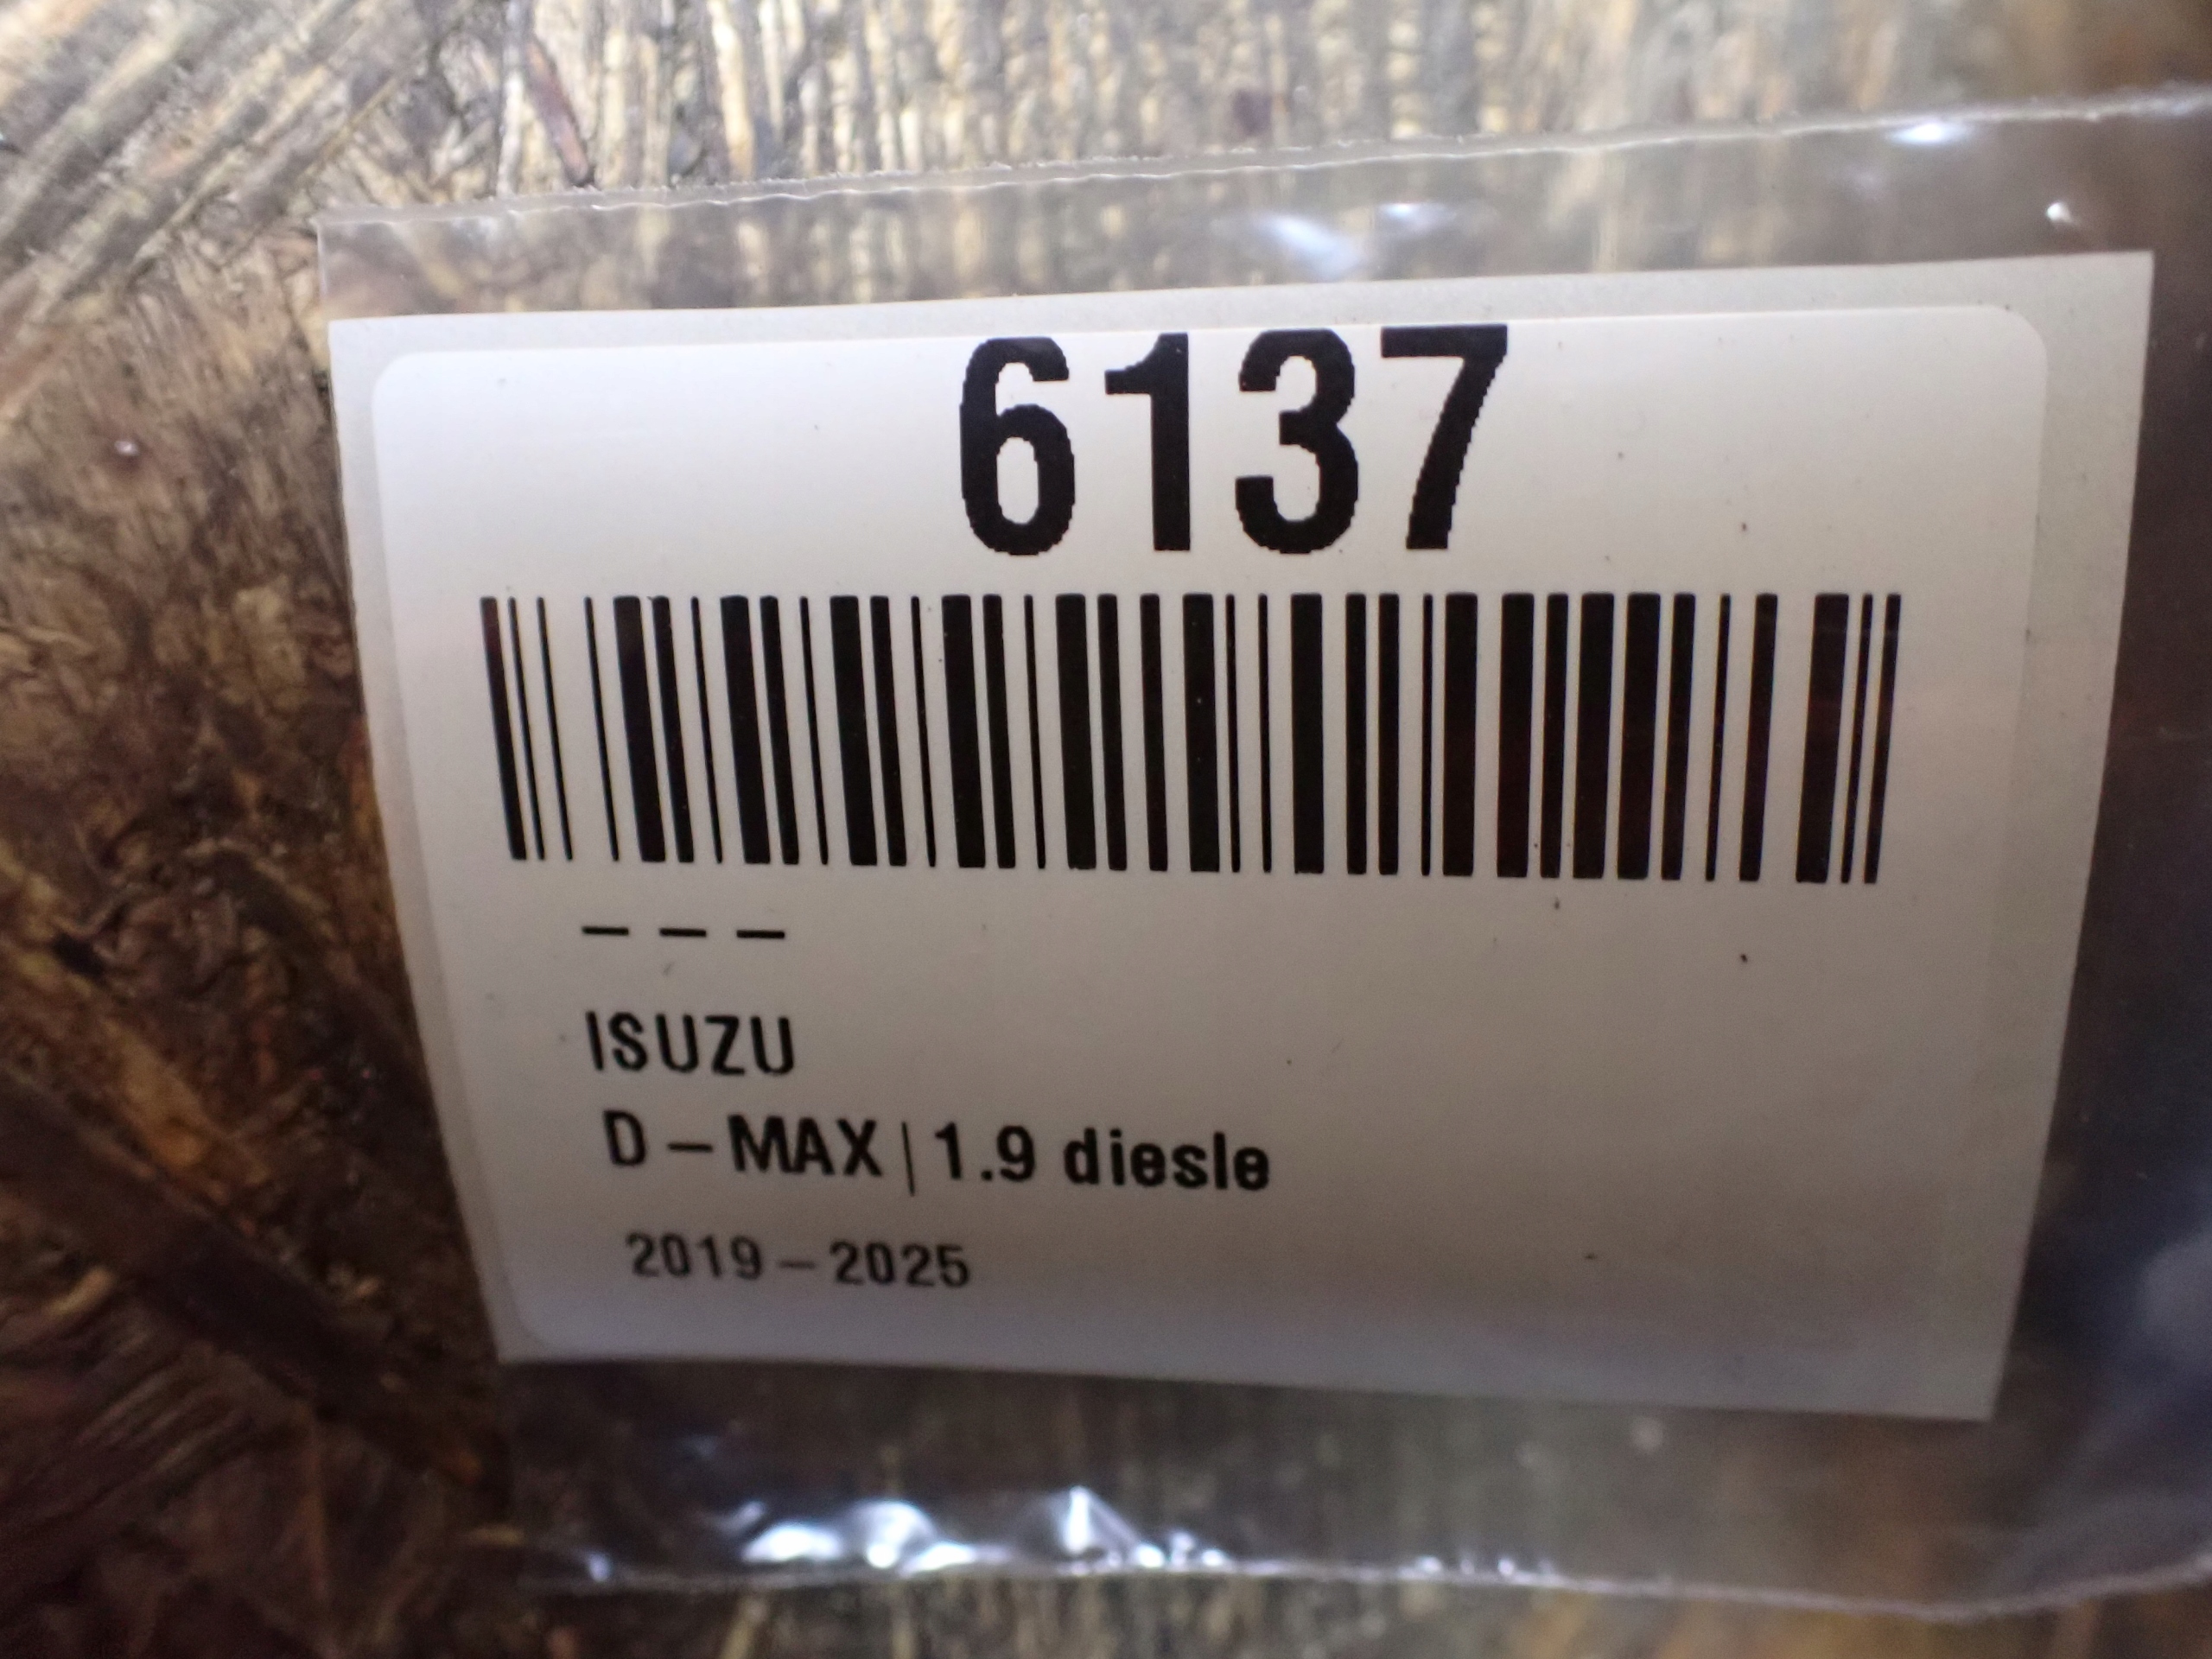 6137
– – –
ISUZU
D – MAX | 1.9 diesle
2019 – 2025